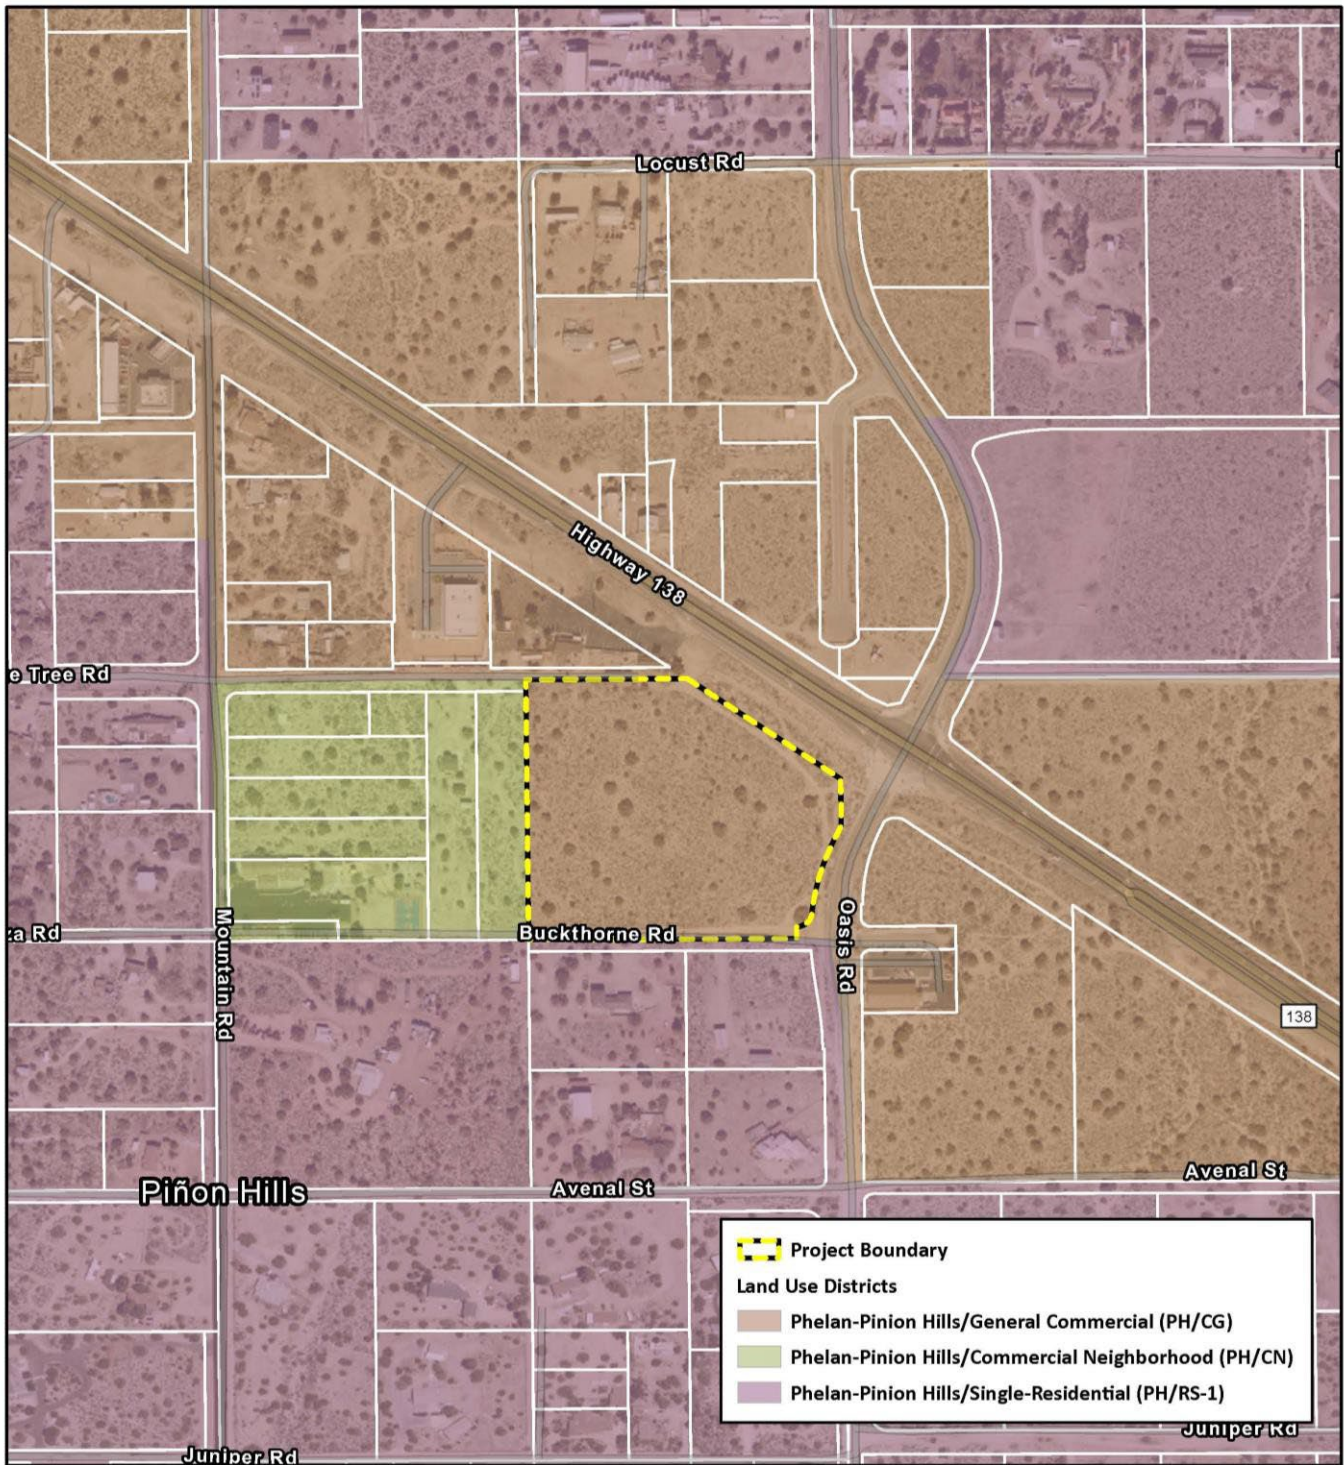 Locust Rd
Highway 138
e Tree Rd
Mountain Rd
Oasis Rd
za Rd
Buckthorne Rd
138
Piñon Hills
Avenal St
Avenal St
Project Boundary
Land Use Districts
Phelan-Pinion Hills/General Commercial (PH/CG)
Phelan-Pinion Hills/Commercial Neighborhood (PH/CN)
Phelan-Pinion Hills/Single-Residential (PH/RS-1)
Juniper Rd
Juniper Rd